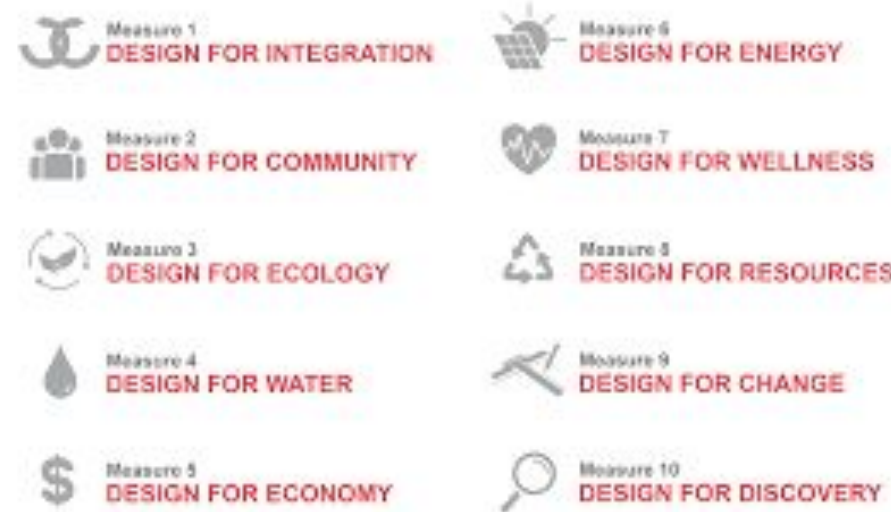 Measure 1
DESIGN FOR INTEGRATION
Measure 2
DESIGN FOR COMMUNITY
Measure 3
DESIGN FOR ECOLOGY
Measure 4
DESIGN FOR WATER
Measure 5
DESIGN FOR ECONOMY
Measure 6
DESIGN FOR ENERGY
Measure 7
DESIGN FOR WELLNESS
Measure 8
DESIGN FOR RESOURCES
Measure 9
DESIGN FOR CHANGE
Measure 10
DESIGN FOR DISCOVERY